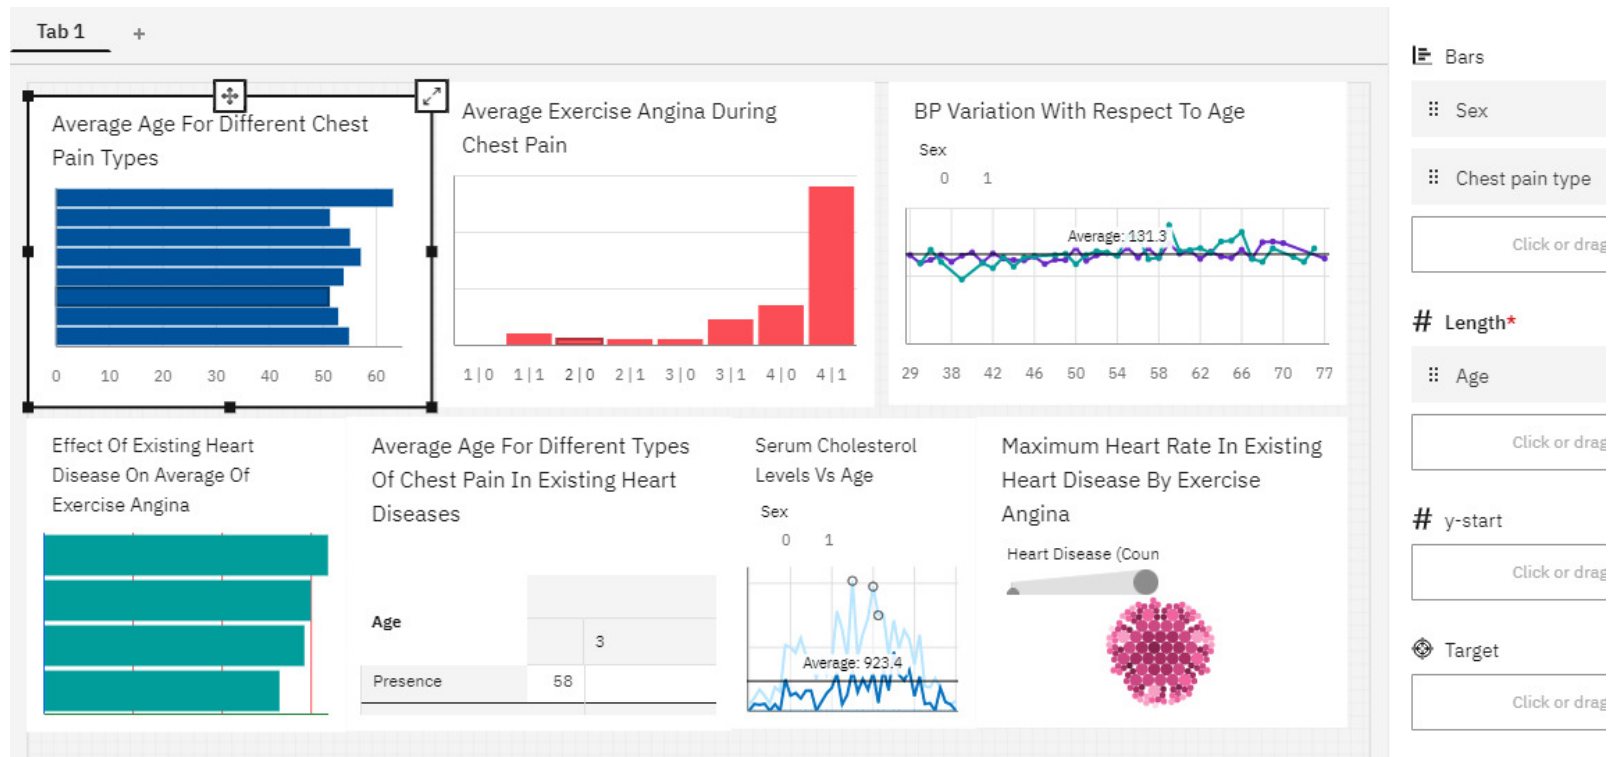 Tab 1 +
Average Age For Different Chest
Pain Types
0 10 20 30 40 50 60
Average Exercise Angina During
Chest Pain
1|0 1|1 2|0 2|1 3|0 3|1 4|0 4|1
BP Variation With Respect To Age
Sex
0 1
Average: 131.3
29 38 42 46 50 54 58 62 66 70 77
Effect Of Existing Heart
Disease On Average Of
Exercise Angina
Average Age For Different Types
Of Chest Pain In Existing Heart
Diseases
Age
3
Presence 58
Serum Cholesterol
Levels Vs Age
Sex
0 1
Average: 923.4
Maximum Heart Rate In Existing
Heart Disease By Exercise
Angina
Heart Disease (Coun
Bars
Sex
Chest pain type
Click or drag
# Length*
Age
Click or drag
# y-start
Click or drag
Target
Click or drag